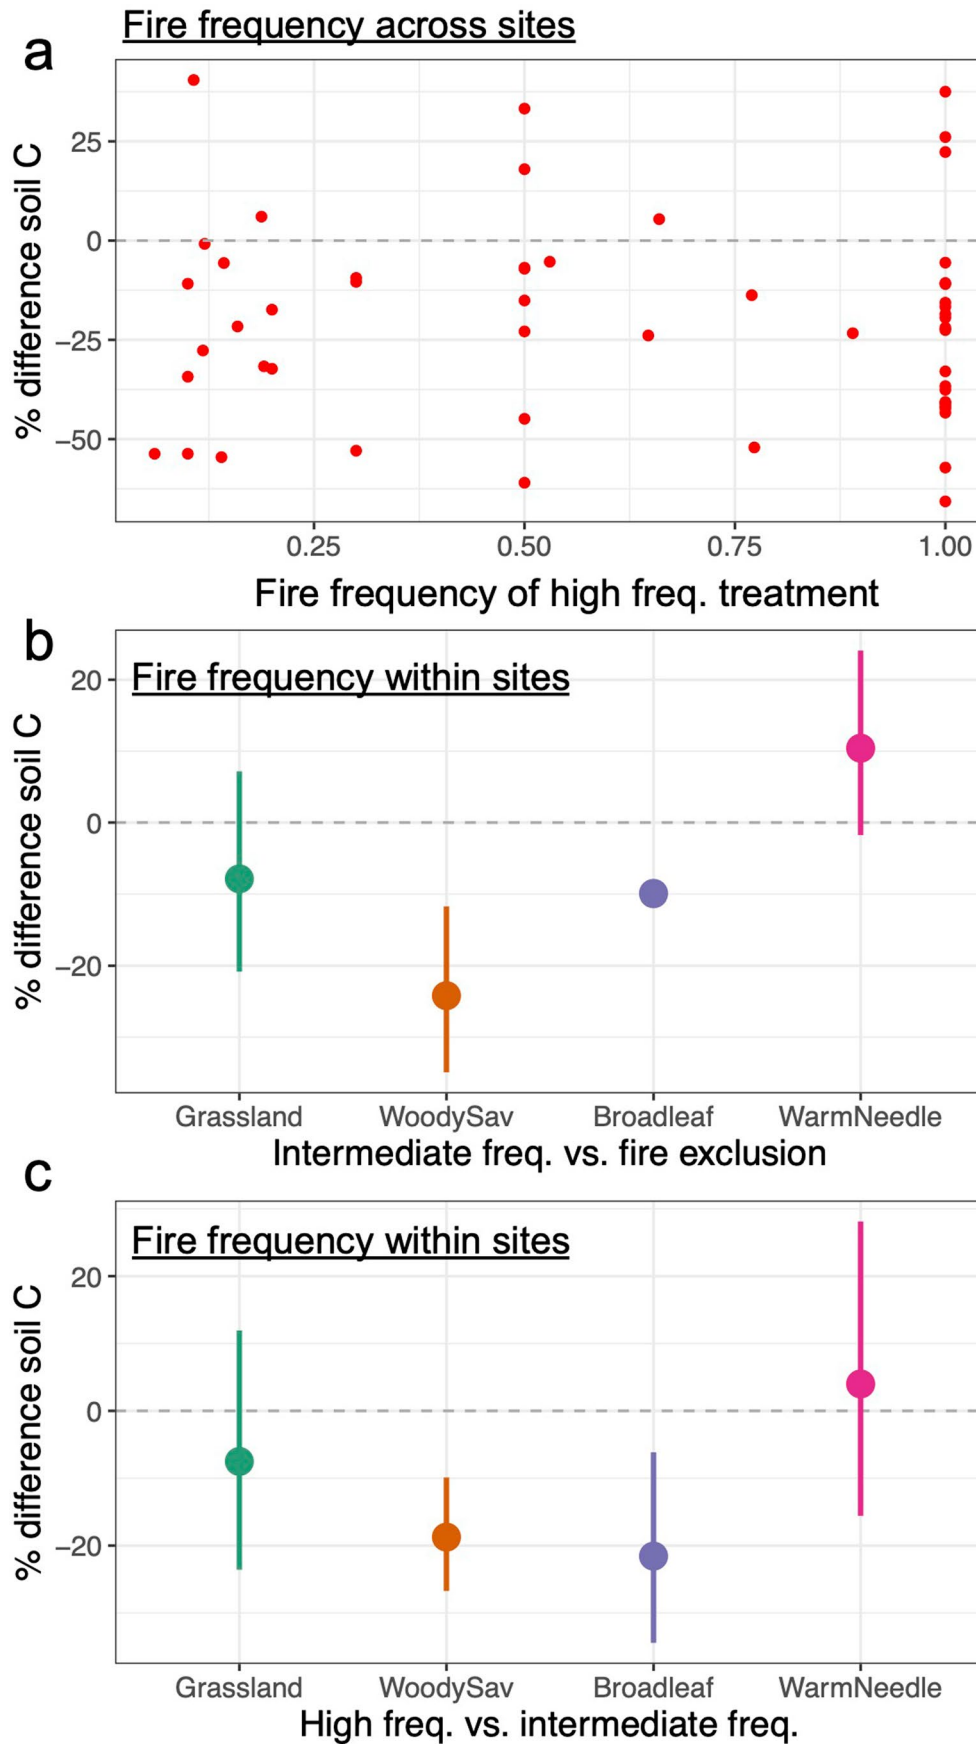 a
Fire frequency across sites
% difference soil C
25
0
−25
−50
0.25 0.50 0.75 1.00
Fire frequency of high freq. treatment
b
Fire frequency within sites
% difference soil C
20
0
−20
Grassland WoodySav Broadleaf WarmNeedle
Intermediate freq. vs. fire exclusion
c
Fire frequency within sites
% difference soil C
20
0
−20
Grassland WoodySav Broadleaf WarmNeedle
High freq. vs. intermediate freq.